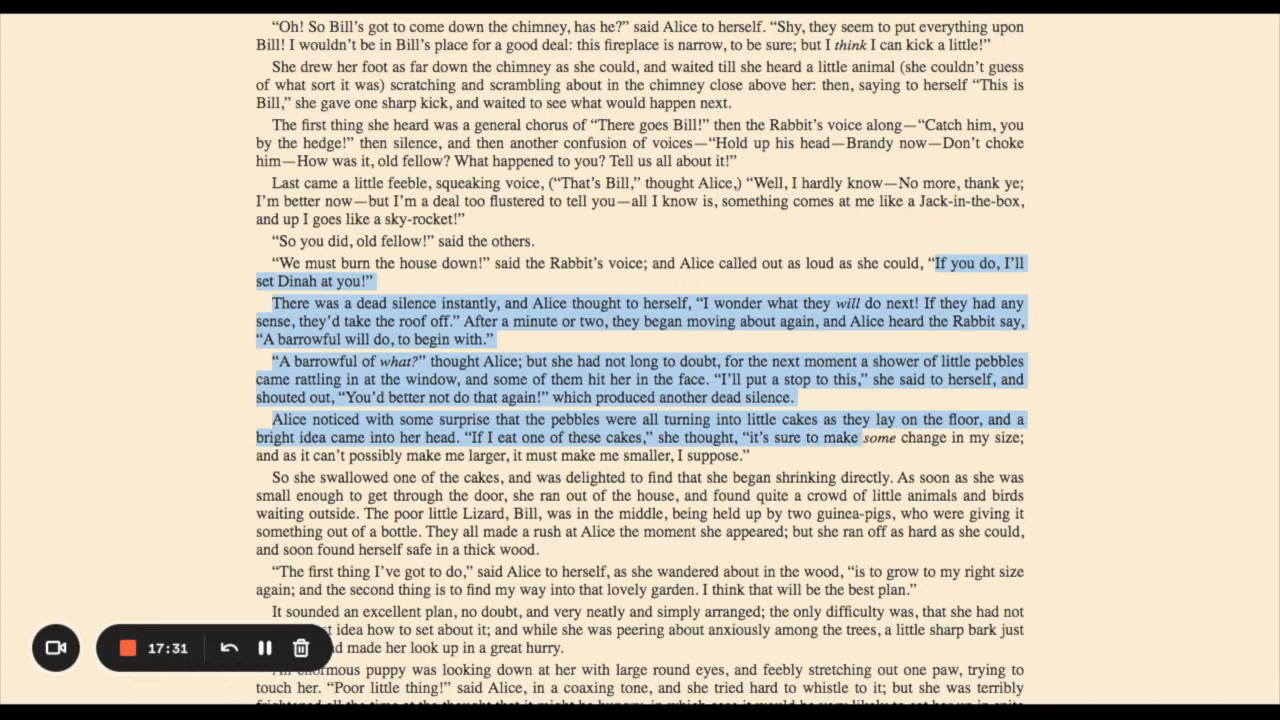 “Oh! So Bill’s got to come down the chimney, has he?” said Alice to herself. “Shy, they seem to put everything upon
Bill! I wouldn’t be in Bill’s place for a good deal: this fireplace is narrow, to be sure; but I think I can kick a little!”
She drew her foot as far down the chimney as she could, and waited till she heard a little animal (she couldn’t guess
of what sort it was) scratching and scrambling about in the chimney close above her: then, saying to herself “This is
Bill,” she gave one sharp kick, and waited to see what would happen next.
The first thing she heard was a general chorus of “There goes Bill!” then the Rabbit’s voice along—“Catch him, you
by the hedge!” then silence, and then another confusion of voices—“Hold up his head—Brandy now—Don’t choke
him—How was it, old fellow? What happened to you? Tell us all about it!”
Last came a little feeble, squeaking voice, (“That’s Bill,” thought Alice,) “Well, I hardly know—No more, thank ye;
I’m better now—but I’m a deal too flustered to tell you—all I know is, something comes at me like a Jack-in-the-box,
and up I goes like a sky-rocket!”
“So you did, old fellow!” said the others.
“We must burn the house down!” said the Rabbit’s voice; and Alice called out as loud as she could, “If you do, I’ll
set Dinah at you!”
There was a dead silence instantly, and Alice thought to herself, “I wonder what they will do next! If they had any
sense, they’d take the roof off.” After a minute or two, they began moving about again, and Alice heard the Rabbit say,
“A barrowful will do, to begin with.”
“A barrowful of what?” thought Alice; but she had not long to doubt, for the next moment a shower of little pebbles
came rattling in at the window, and some of them hit her in the face. “I’ll put a stop to this,” she said to herself, and
shouted out, “You’d better not do that again!” which produced another dead silence.
Alice noticed with some surprise that the pebbles were all turning into little cakes as they lay on the floor, and a
bright idea came into her head. “If I eat one of these cakes,” she thought, “it’s sure to make some change in my size;
and as it can’t possibly make me larger, it must make me smaller, I suppose.”
So she swallowed one of the cakes, and was delighted to find that she began shrinking directly. As soon as she was
small enough to get through the door, she ran out of the house, and found quite a crowd of little animals and birds
waiting outside. The poor little Lizard, Bill, was in the middle, being held up by two guinea-pigs, who were giving it
something out of a bottle. They all made a rush at Alice the moment she appeared; but she ran off as hard as she could,
and soon found herself safe in a thick wood.
“The first thing I’ve got to do,” said Alice to herself, as she wandered about in the wood, “is to grow to my right size
again; and the second thing is to find my way into that lovely garden. I think that will be the best plan.”
It sounded an excellent plan, no doubt, and very neatly and simply arranged; the only difficulty was, that she had not
idea how to set about it; and while she was peering about anxiously among the trees, a little sharp bark just
made her look up in a great hurry.
17:31
enormous puppy was looking down at her with large round eyes, and feebly stretching out one paw, trying to
touch her. “Poor little thing!” said Alice, in a coaxing tone, and she tried hard to whistle to it; but she was terribly